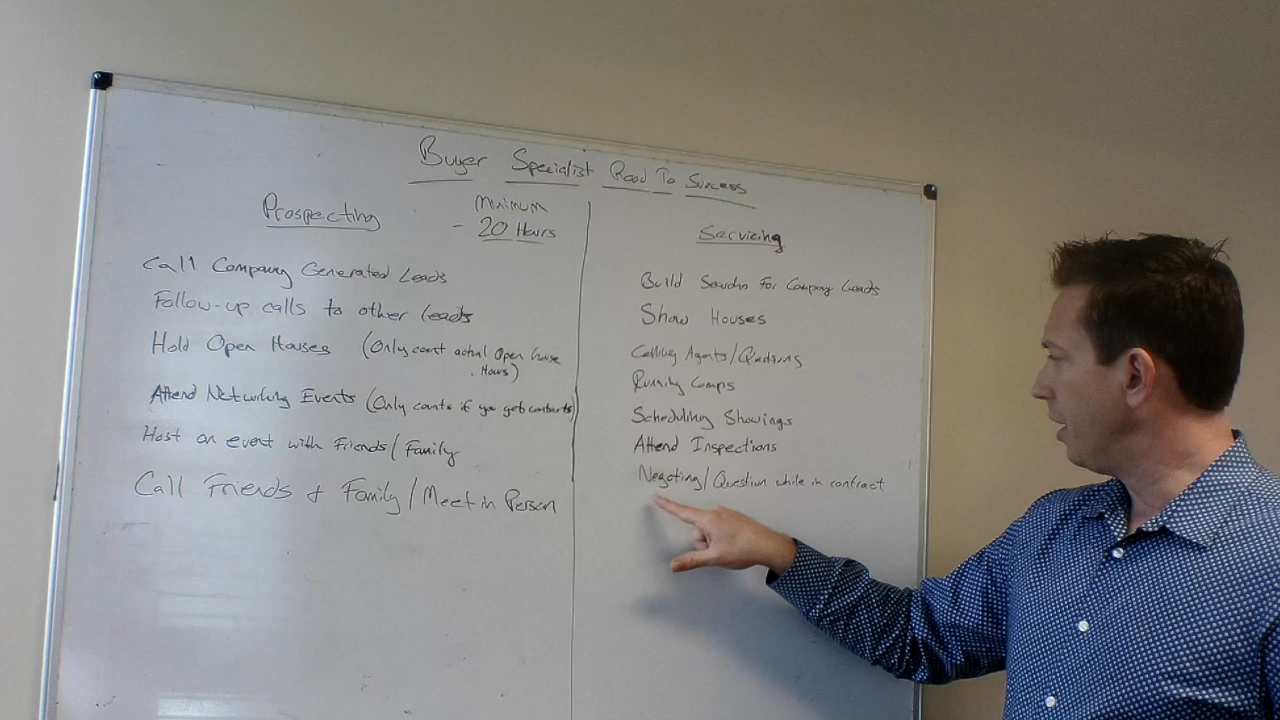 Buyer Specialist Road To Success
Prospecting
Minimum
- 20 Hours
Call Company Generated Leads
Follow-up calls to other leads
Hold Open Houses (Only count actual Open house
Hours)
Attend Networking Events (Only counts if you get contacts)
Host an event with Friends/Family
Call Friends & Family/Meet in Person
Servicing
Build Searches for Company Leads
Show Houses
Calling Agents/Questions
Running Comps
Scheduling Showings
Attend Inspections
Negoting/Question while in contract